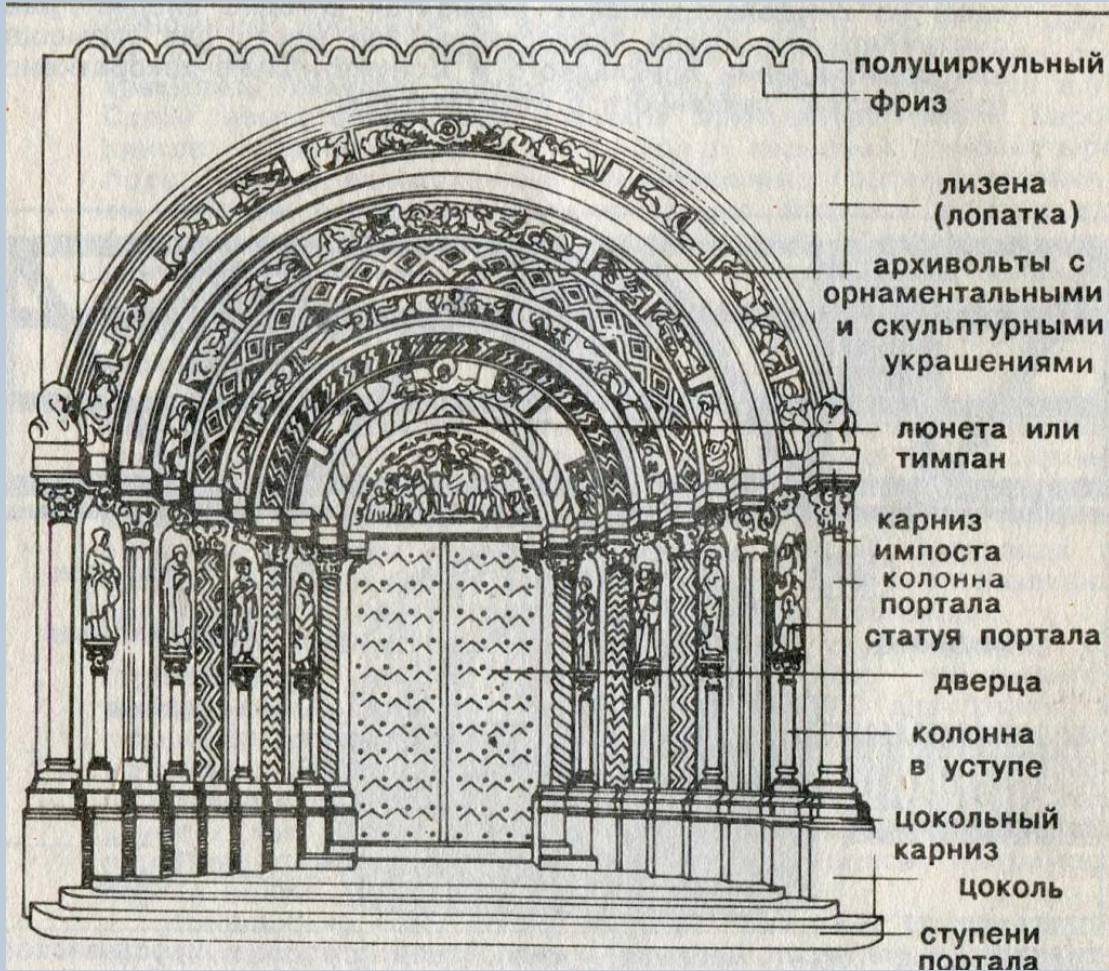 полуциркульный
фриз
лизена
(лопатка)
архивольты с
орнаментальными
и скульптурными
украшениями
люнета или
тимпан
карниз
импоста
колонна
портала
статуя портала
дверца
колонна
в уступе
цокольный
карниз
цоколь
ступени
портала